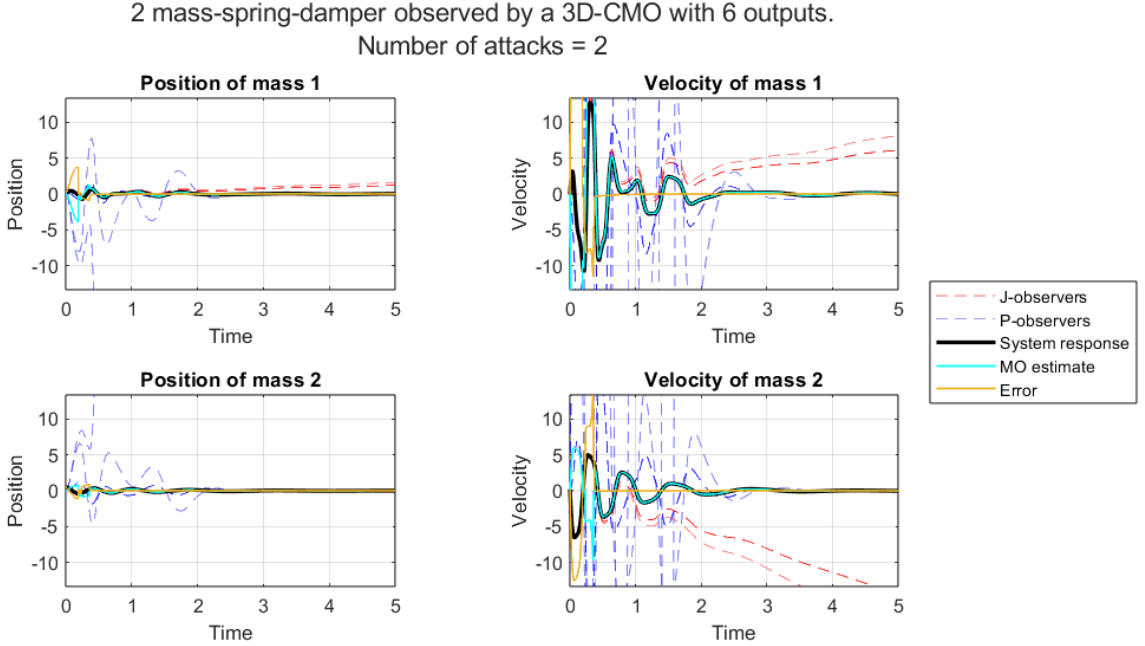 2 mass-spring-damper observed by a 3D-CMO with 6 outputs.
Number of attacks = 2
Position of mass 1
Position
10
5
0
-5
-10
0 1 2 3 4 5
Time
Velocity of mass 1
Velocity
10
5
0
-5
-10
0 1 2 3 4 5
Time
J-observers
P-observers
System response
MO estimate
Error
Position of mass 2
Position
10
5
0
-5
-10
0 1 2 3 4 5
Time
Velocity of mass 2
Velocity
10
5
0
-5
-10
0 1 2 3 4 5
Time